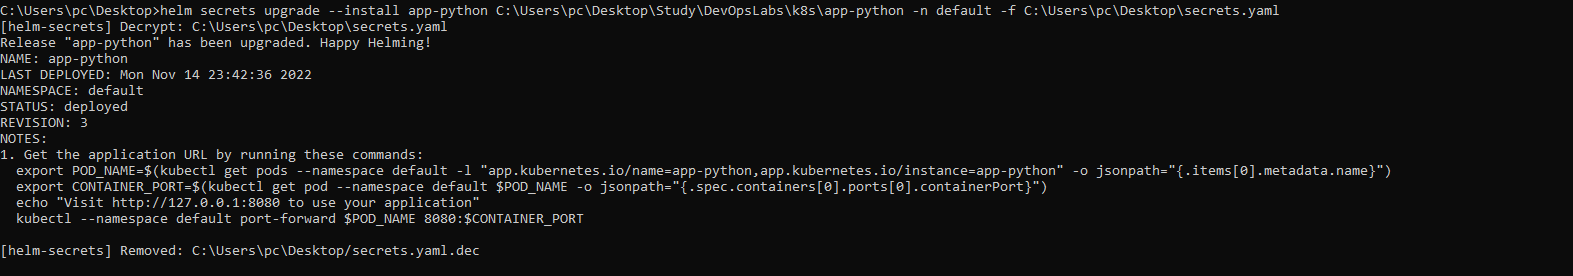 C:\Users\pc\Desktop>helm secrets upgrade --install app-python C:\Users\pc\Desktop\Study\DevOpsLabs\k8s\app-python -n default -f C:\Users\pc\Desktop\secrets.yaml
[helm-secrets] Decrypt: C:\Users\pc\Desktop\secrets.yaml
Release "app-python" has been upgraded. Happy Helming!
NAME: app-python
LAST DEPLOYED: Mon Nov 14 23:42:36 2022
NAMESPACE: default
STATUS: deployed
REVISION: 3
NOTES:
1. Get the application URL by running these commands:
  export POD_NAME=$(kubectl get pods --namespace default -l "app.kubernetes.io/name=app-python,app.kubernetes.io/instance=app-python" -o jsonpath="{.items[0].metadata.name}")
  export CONTAINER_PORT=$(kubectl get pod --namespace default $POD_NAME -o jsonpath="{.spec.containers[0].ports[0].containerPort}")
  echo "Visit http://127.0.0.1:8080 to use your application"
  kubectl --namespace default port-forward $POD_NAME 8080:$CONTAINER_PORT
[helm-secrets] Removed: C:\Users\pc\Desktop/secrets.yaml.dec